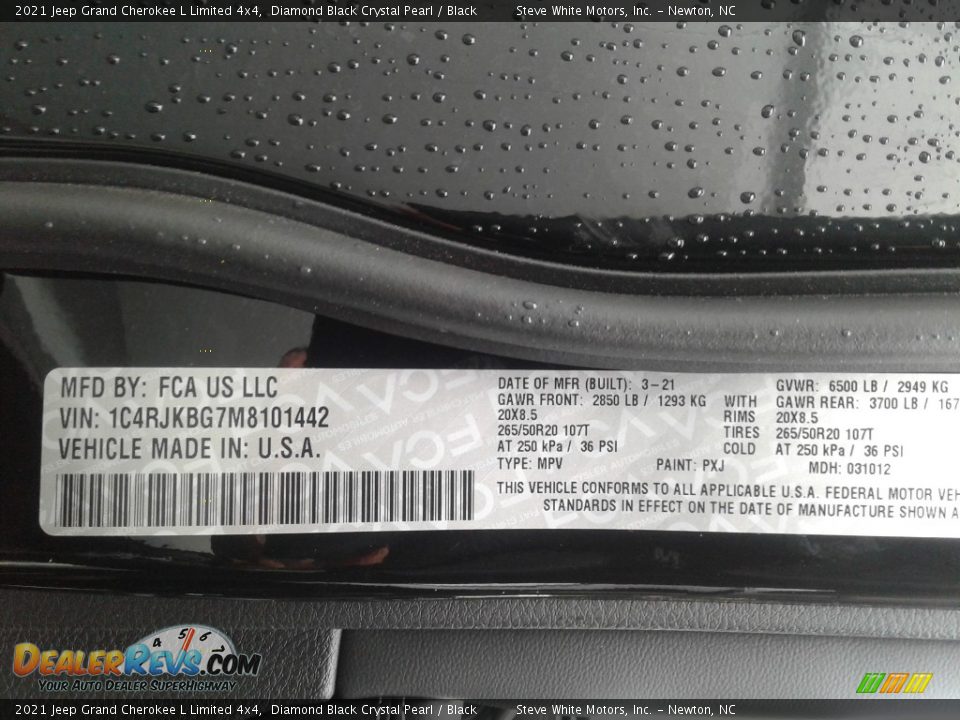 2021 Jeep Grand Cherokee L Limited 4x4, Diamond Black Crystal Pearl / Black Steve White Motors, Inc. – Newton, NC
MFD BY: FCA US LLC
VIN: 1C4RJKBG7M8101442
VEHICLE MADE IN: U.S.A.
DATE OF MFR (BUILT): 3-21 GVWR: 6500 LB / 2949 KG
GAWR FRONT: 2850 LB / 1293 KG WITH GAWR REAR: 3700 LB / 167
20X8.5 RIMS 20X8.5
265/50R20 107T TIRES 265/50R20 107T
AT 250 kPa / 36 PSI COLD AT 250 kPa / 36 PSI
TYPE: MPV PAINT: PXJ MDH: 031012
THIS VEHICLE CONFORMS TO ALL APPLICABLE U.S.A. FEDERAL MOTOR VEH
STANDARDS IN EFFECT ON THE DATE OF MANUFACTURE SHOWN A
4 5 6
DealerRevs.com
Your Auto Dealer SuperHighway
2021 Jeep Grand Cherokee L Limited 4x4, Diamond Black Crystal Pearl / Black Steve White Motors, Inc. – Newton, NC